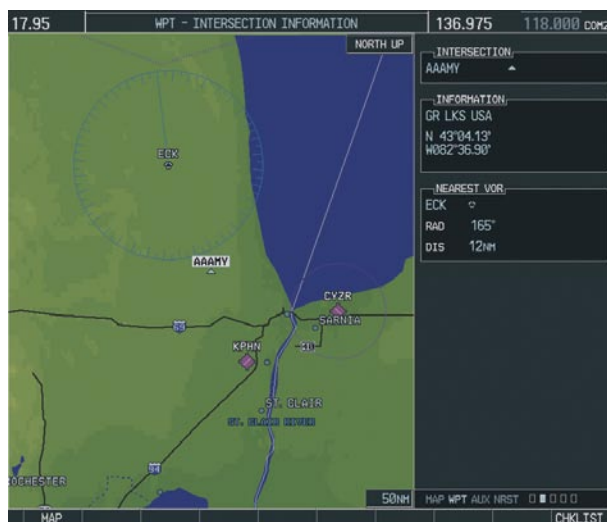 17.95
WPT - INTERSECTION INFORMATION
136.975
118.000 COM2
NORTH UP
ECK
AAAMY
CYZR
SARNIA
KPHN
ST. CLAIR
ST. CLAIR RIVER
94
50NM
INTERSECTION
AAAMY
INFORMATION
GR LKS USA
N 43°04.13'
W082°36.90'
NEAREST VOR
ECK
RAD 165°
DIS 12NM
MAP WPT AUX NRST
MAP
CHKLIST